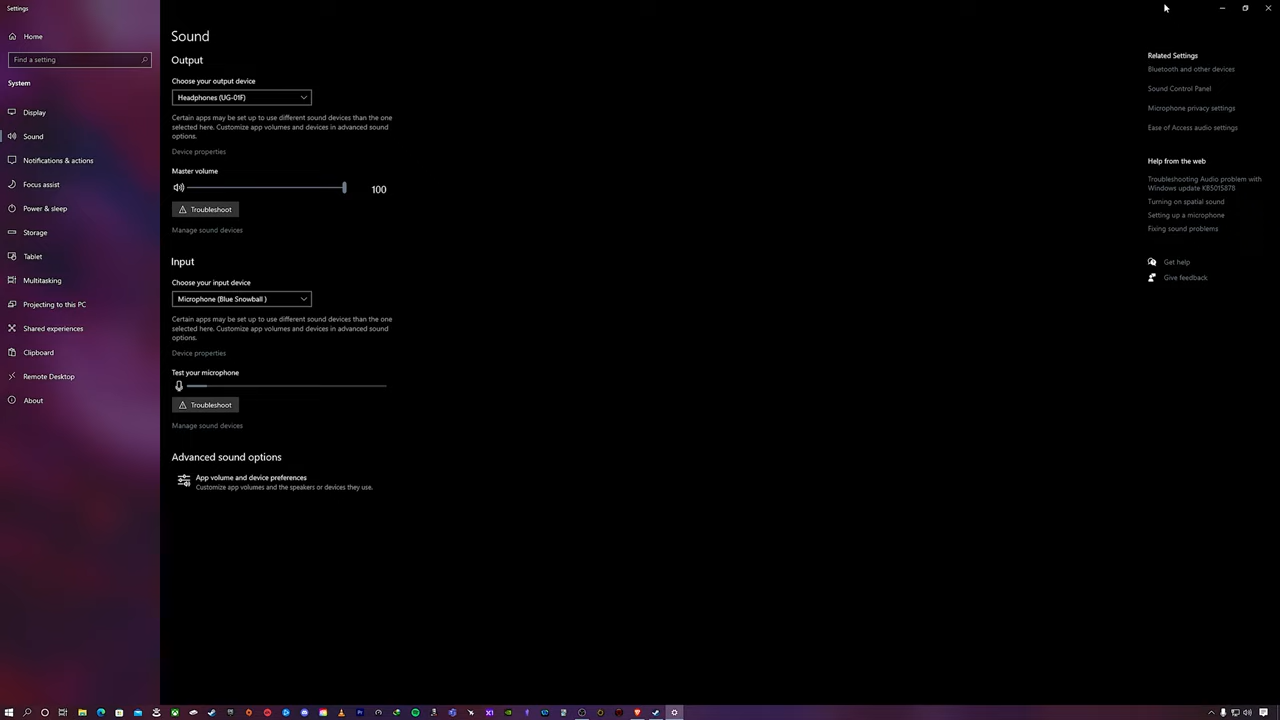 Settings
Home
Find a setting
System
Display
Sound
Notifications & actions
Focus assist
Power & sleep
Storage
Tablet
Multitasking
Projecting to this PC
Shared experiences
Clipboard
Remote Desktop
About
Sound
Output
Choose your output device
Headphones (UG-01F)
Certain apps may be set up to use different sound devices than the one
selected here. Customize app volumes and devices in advanced sound
options.
Device properties
Master volume
100
Troubleshoot
Manage sound devices
Input
Choose your input device
Microphone (Blue Snowball )
Certain apps may be set up to use different sound devices than the one
selected here. Customize app volumes and devices in advanced sound
options.
Device properties
Test your microphone
Troubleshoot
Manage sound devices
Advanced sound options
App volume and device preferences
Customize app volumes and the speakers or devices they use.
Related Settings
Bluetooth and other devices
Sound Control Panel
Microphone privacy settings
Ease of Access audio settings
Help from the web
Troubleshooting Audio problem with
Windows update KB5015878
Turning on spatial sound
Setting up a microphone
Fixing sound problems
Get help
Give feedback